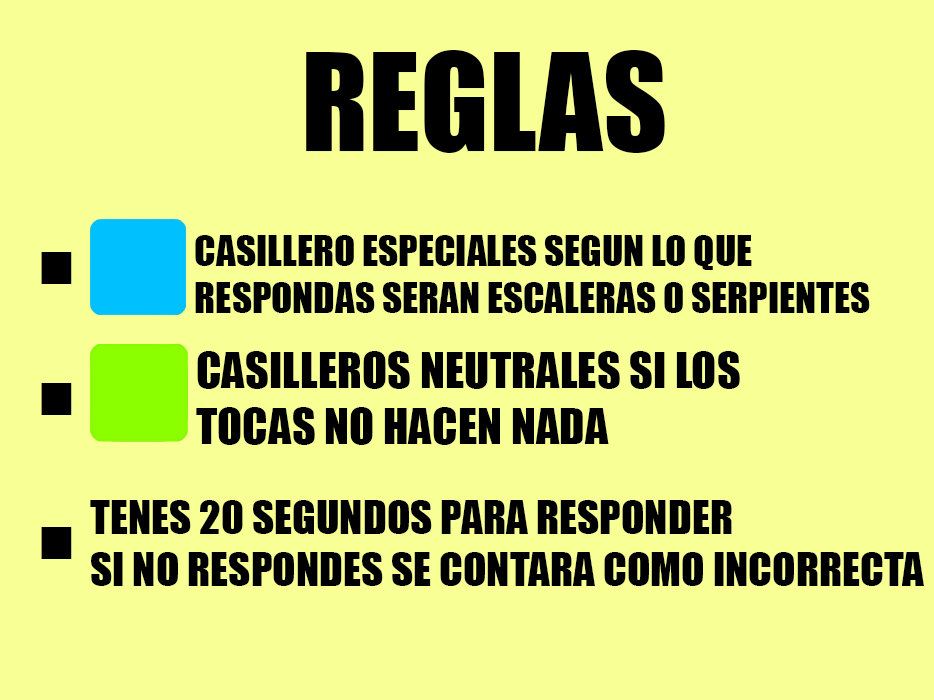 REGLAS
CASILLERO ESPECIALES SEGUN LO QUE
RESPONDAS SERAN ESCALERAS O SERPIENTES
CASILLEROS NEUTRALES SI LOS
TOCAS NO HACEN NADA
TENES 20 SEGUNDOS PARA RESPONDER
SI NO RESPONDES SE CONTARA COMO INCORRECTA